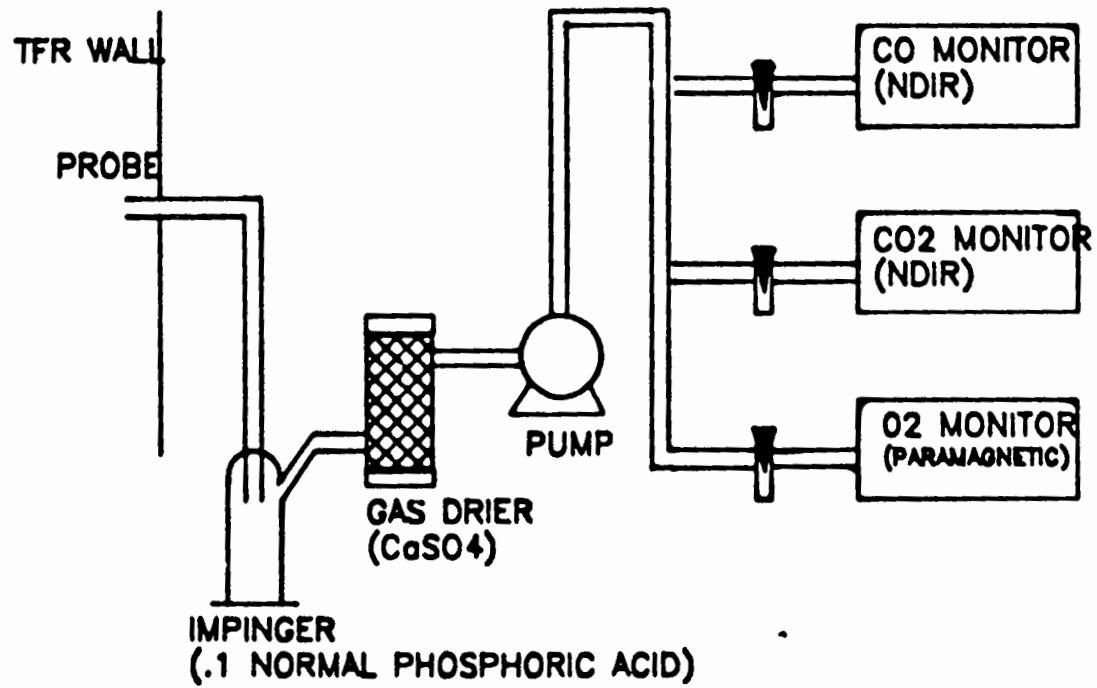 TFR WALL
PROBE
CO MONITOR
(NDIR)
CO2 MONITOR
(NDIR)
O2 MONITOR
(PARAMAGNETIC)
PUMP
GAS DRIER
(CaSO4)
IMPINGER
(.1 NORMAL PHOSPHORIC ACID)